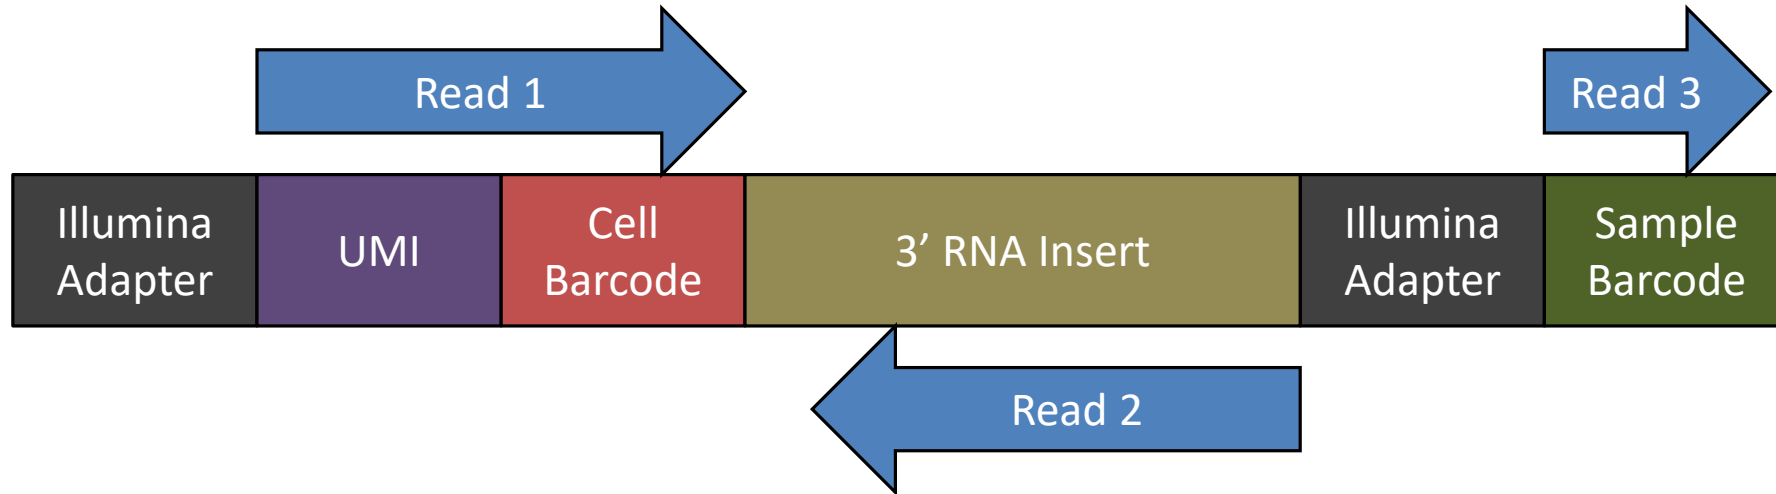 Read 1
Read 3
Illumina
Adapter
UMI
Cell
Barcode
3’ RNA Insert
Illumina
Adapter
Sample
Barcode
Read 2